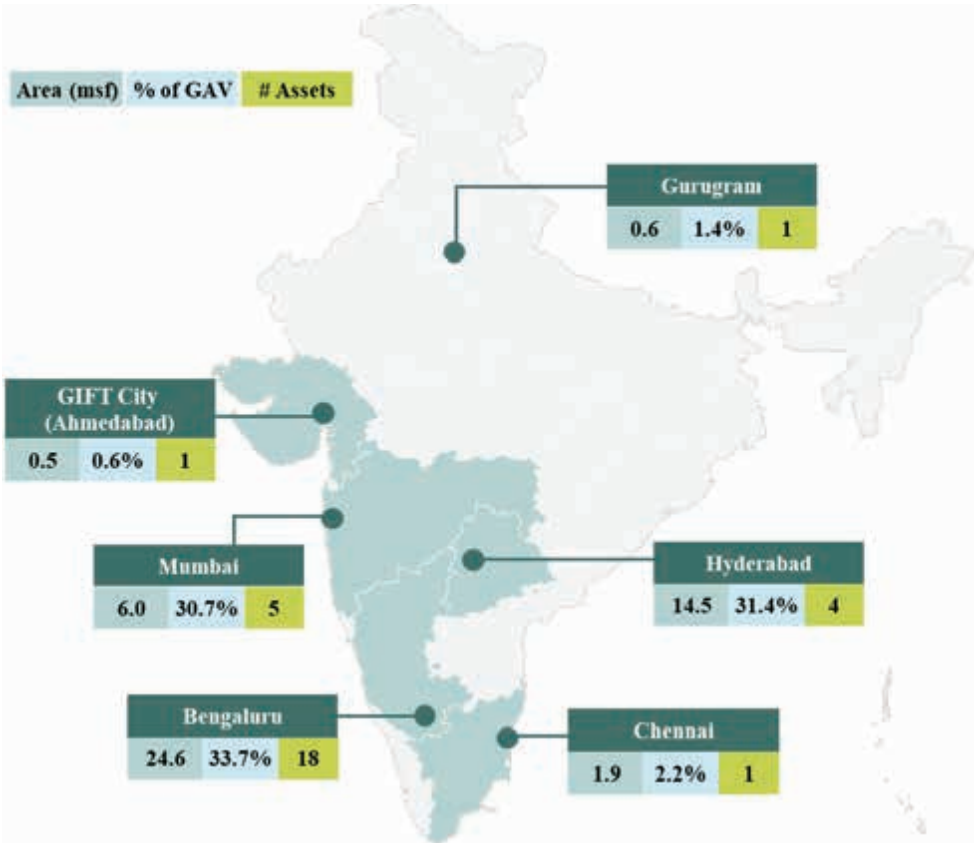 Area (msf) % of GAV # Assets
Gurugram
0.6 1.4% 1
GIFT City
(Ahmedabad)
0.5 0.6% 1
Mumbai
6.0 30.7% 5
Hyderabad
14.5 31.4% 4
Bengaluru
24.6 33.7% 18
Chennai
1.9 2.2% 1